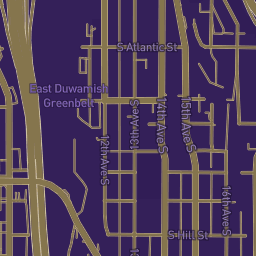 S Atlantic St
East Duwamish
Greenbelt
12th Ave S
13th Ave S
14th Ave S
15th Ave S
16th Ave S
S Hill St